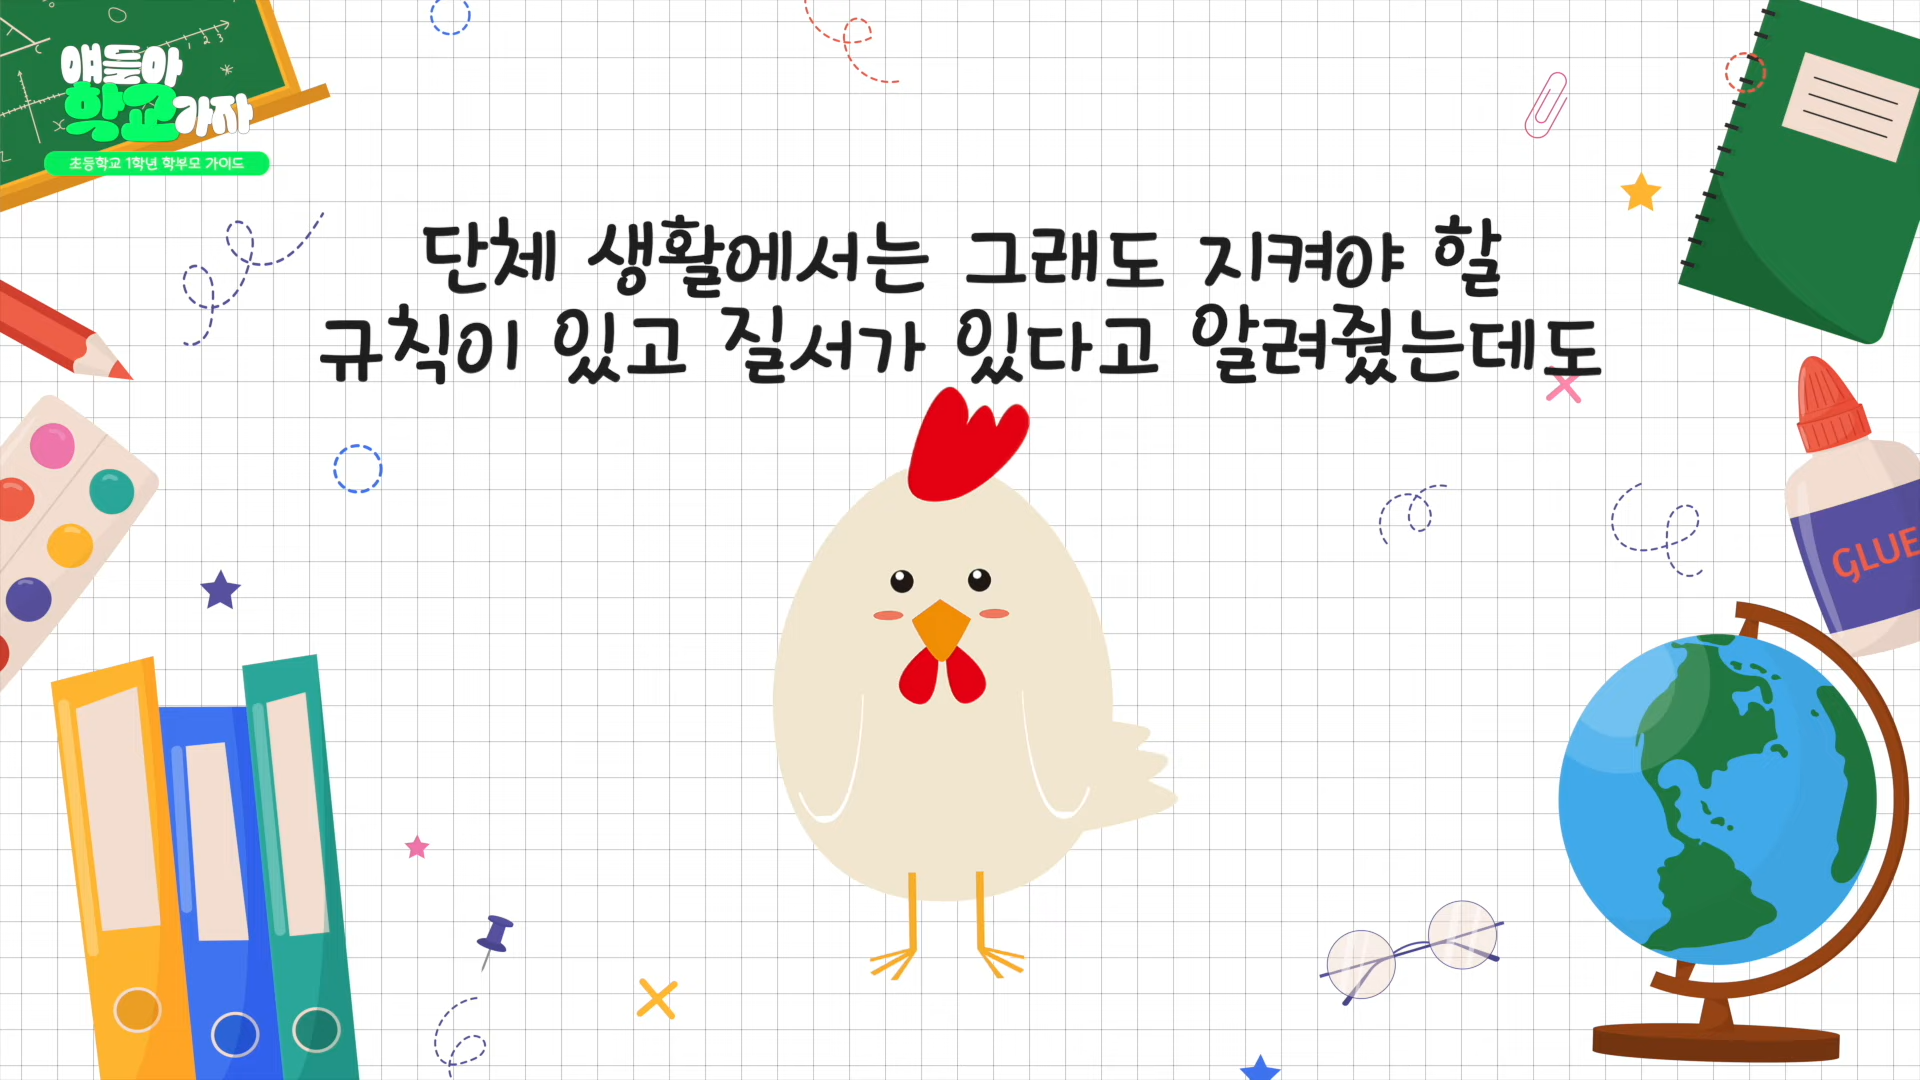 얘들아
학교가자
초등학교 1학년 학부모 가이드
단체 생활에서는 그래도 지켜야 할
규칙이 있고 질서가 있다고 알려줬는데도
GLUE